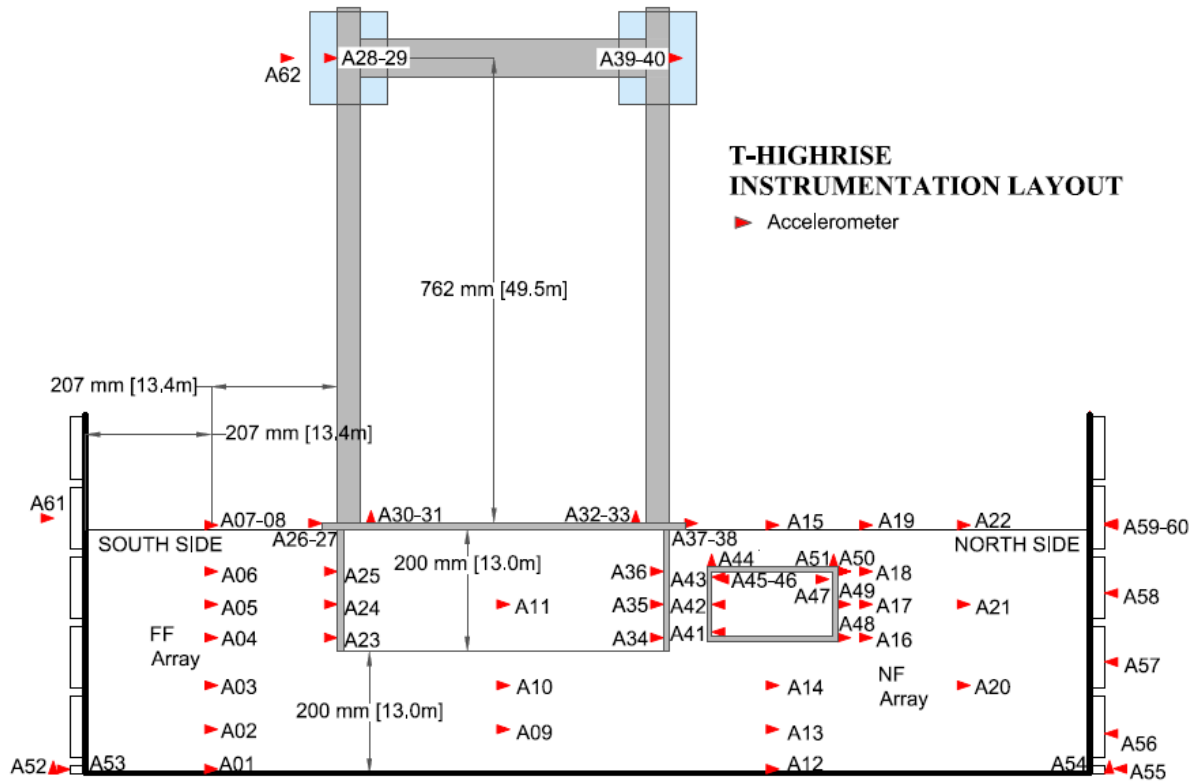 A28-29
A39-40
A62
T-HIGHRISE
INSTRUMENTATION LAYOUT
Accelerometer
762 mm [49.5m]
207 mm [13.4m]
207 mm [13.4m]
A61
A07-08
A30-31
A32-33
A15
A19
A22
A59-60
SOUTH SIDE
A26-27
A37-38
NORTH SIDE
A44
A51
A50
200 mm [13.0m]
A06
A25
A36
A43
A45-46
A47
A18
A05
A24
A11
A35
A42
A49
A17
A21
A58
FF
Array
A04
A23
A34
A41
A48
A16
A57
NF
Array
A03
A10
A14
A20
200 mm [13.0m]
A02
A09
A13
A56
A52
A53
A01
A12
A54
A55